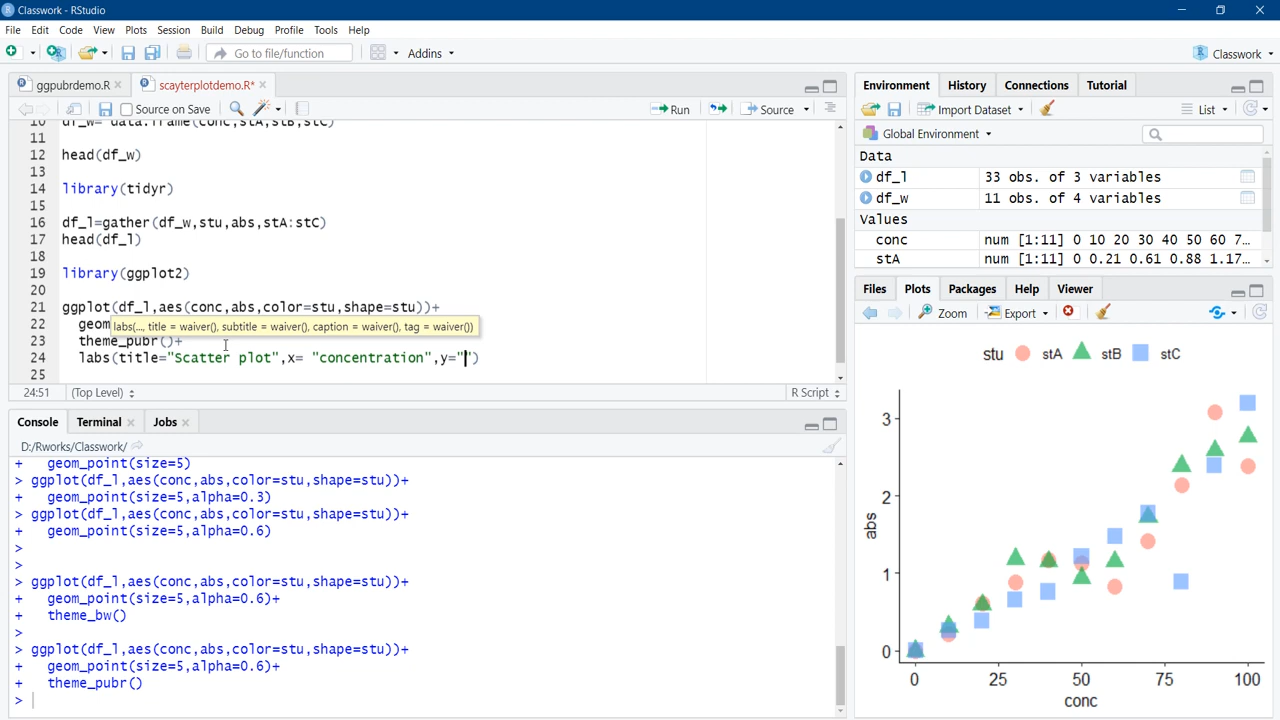 Classwork - RStudio
File Edit Code View Plots Session Build Debug Profile Tools Help
Go to file/function Addins Classwork
ggpubrdemo.R scayterplotdemo.R*
Source on Save Run Source
10 df_w= data.frame(conc,stA,stB,stC)
11
12 head(df_w)
13
14 library(tidyr)
15
16 df_l=gather(df_w,stu,abs,stA:stC)
17 head(df_l)
18
19 library(ggplot2)
20
21 ggplot(df_l,aes(conc,abs,color=stu,shape=stu))+
22 geom
labs(..., title = waiver(), subtitle = waiver(), caption = waiver(), tag = waiver())
23 theme_pubr()+
24 labs(title="Scatter plot",x= "concentration",y="")
25
24:51 (Top Level) R Script
Console Terminal Jobs
D:/Rworks/Classwork/
+ geom_point(size=5)
> ggplot(df_l,aes(conc,abs,color=stu,shape=stu))+
+ geom_point(size=5,alpha=0.3)
> ggplot(df_l,aes(conc,abs,color=stu,shape=stu))+
+ geom_point(size=5,alpha=0.6)
>
>
> ggplot(df_l,aes(conc,abs,color=stu,shape=stu))+
+ geom_point(size=5,alpha=0.6)+
+ theme_bw()
>
> ggplot(df_l,aes(conc,abs,color=stu,shape=stu))+
+ geom_point(size=5,alpha=0.6)+
+ theme_pubr()
>
Environment History Connections Tutorial
Import Dataset List
Global Environment
Data
df_l 33 obs. of 3 variables
df_w 11 obs. of 4 variables
Values
conc num [1:11] 0 10 20 30 40 50 60 7…
stA num [1:11] 0 0.21 0.61 0.88 1.17…
Files Plots Packages Help Viewer
Zoom Export
stu stA stB stC
3
2
abs
1
0
0 25 50 75 100
conc